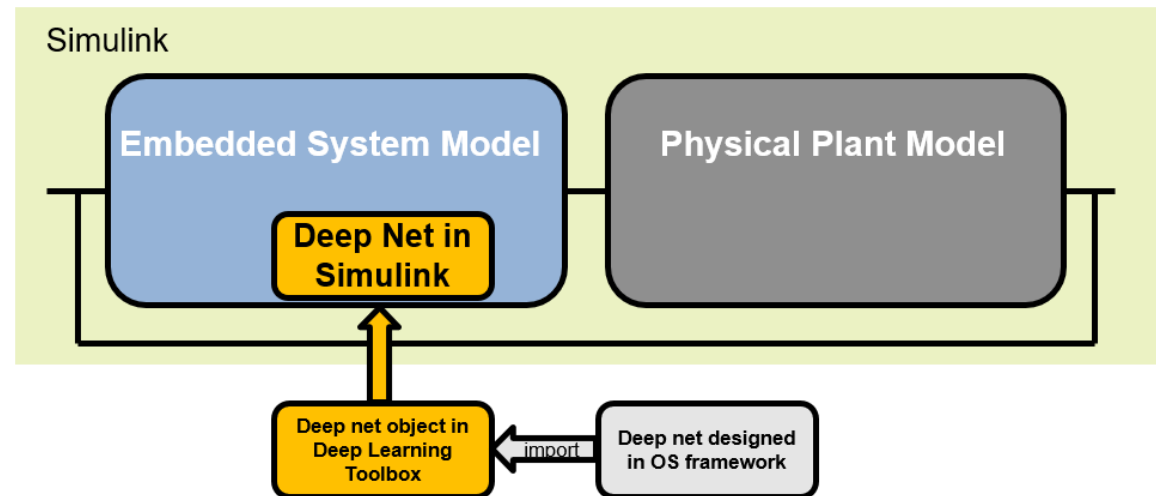 Simulink
Embedded System Model
Physical Plant Model
Deep Net in
Simulink
Deep net object in
Deep Learning
Toolbox
import
Deep net designed
in OS framework